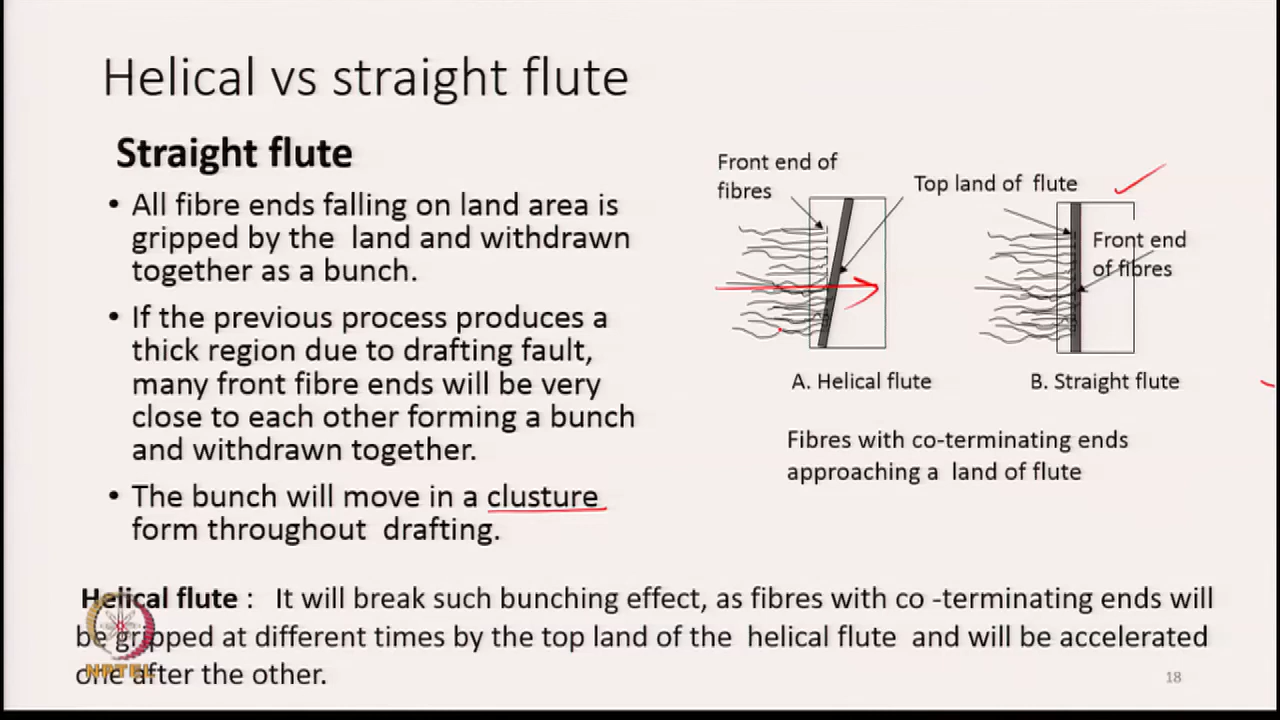 Helical vs straight flute
Straight flute
• All fibre ends falling on land area is
gripped by the land and withdrawn
together as a bunch.
• If the previous process produces a
thick region due to drafting fault,
many front fibre ends will be very
close to each other forming a bunch
and withdrawn together.
• The bunch will move in a clusture
form throughout drafting.
Front end of
fibres
Top land of flute
Front end
of fibres
A. Helical flute
B. Straight flute
Fibres with co-terminating ends
approaching a land of flute
Helical flute : It will break such bunching effect, as fibres with co -terminating ends will
be gripped at different times by the top land of the helical flute and will be accelerated
one after the other.
NPTEL
18